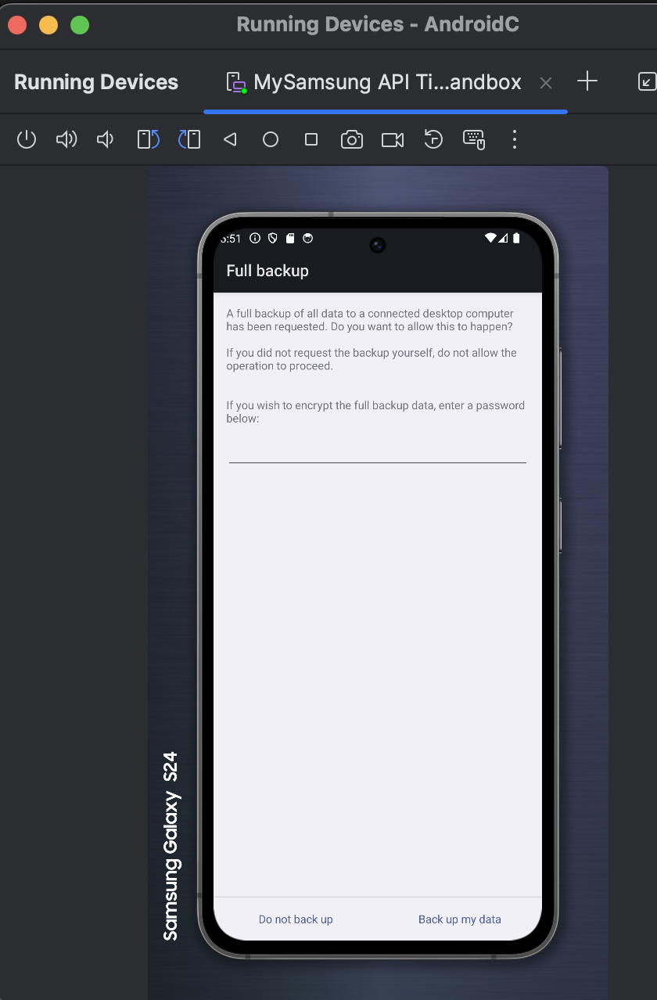 Running Devices - AndroidC
Running Devices
MySamsung API Ti...andbox
:51
Full backup
A full backup of all data to a connected desktop computer
has been requested. Do you want to allow this to happen?
If you did not request the backup yourself, do not allow the
operation to proceed.
If you wish to encrypt the full backup data, enter a password
below:
Samsung Galaxy S24
Do not back up
Back up my data